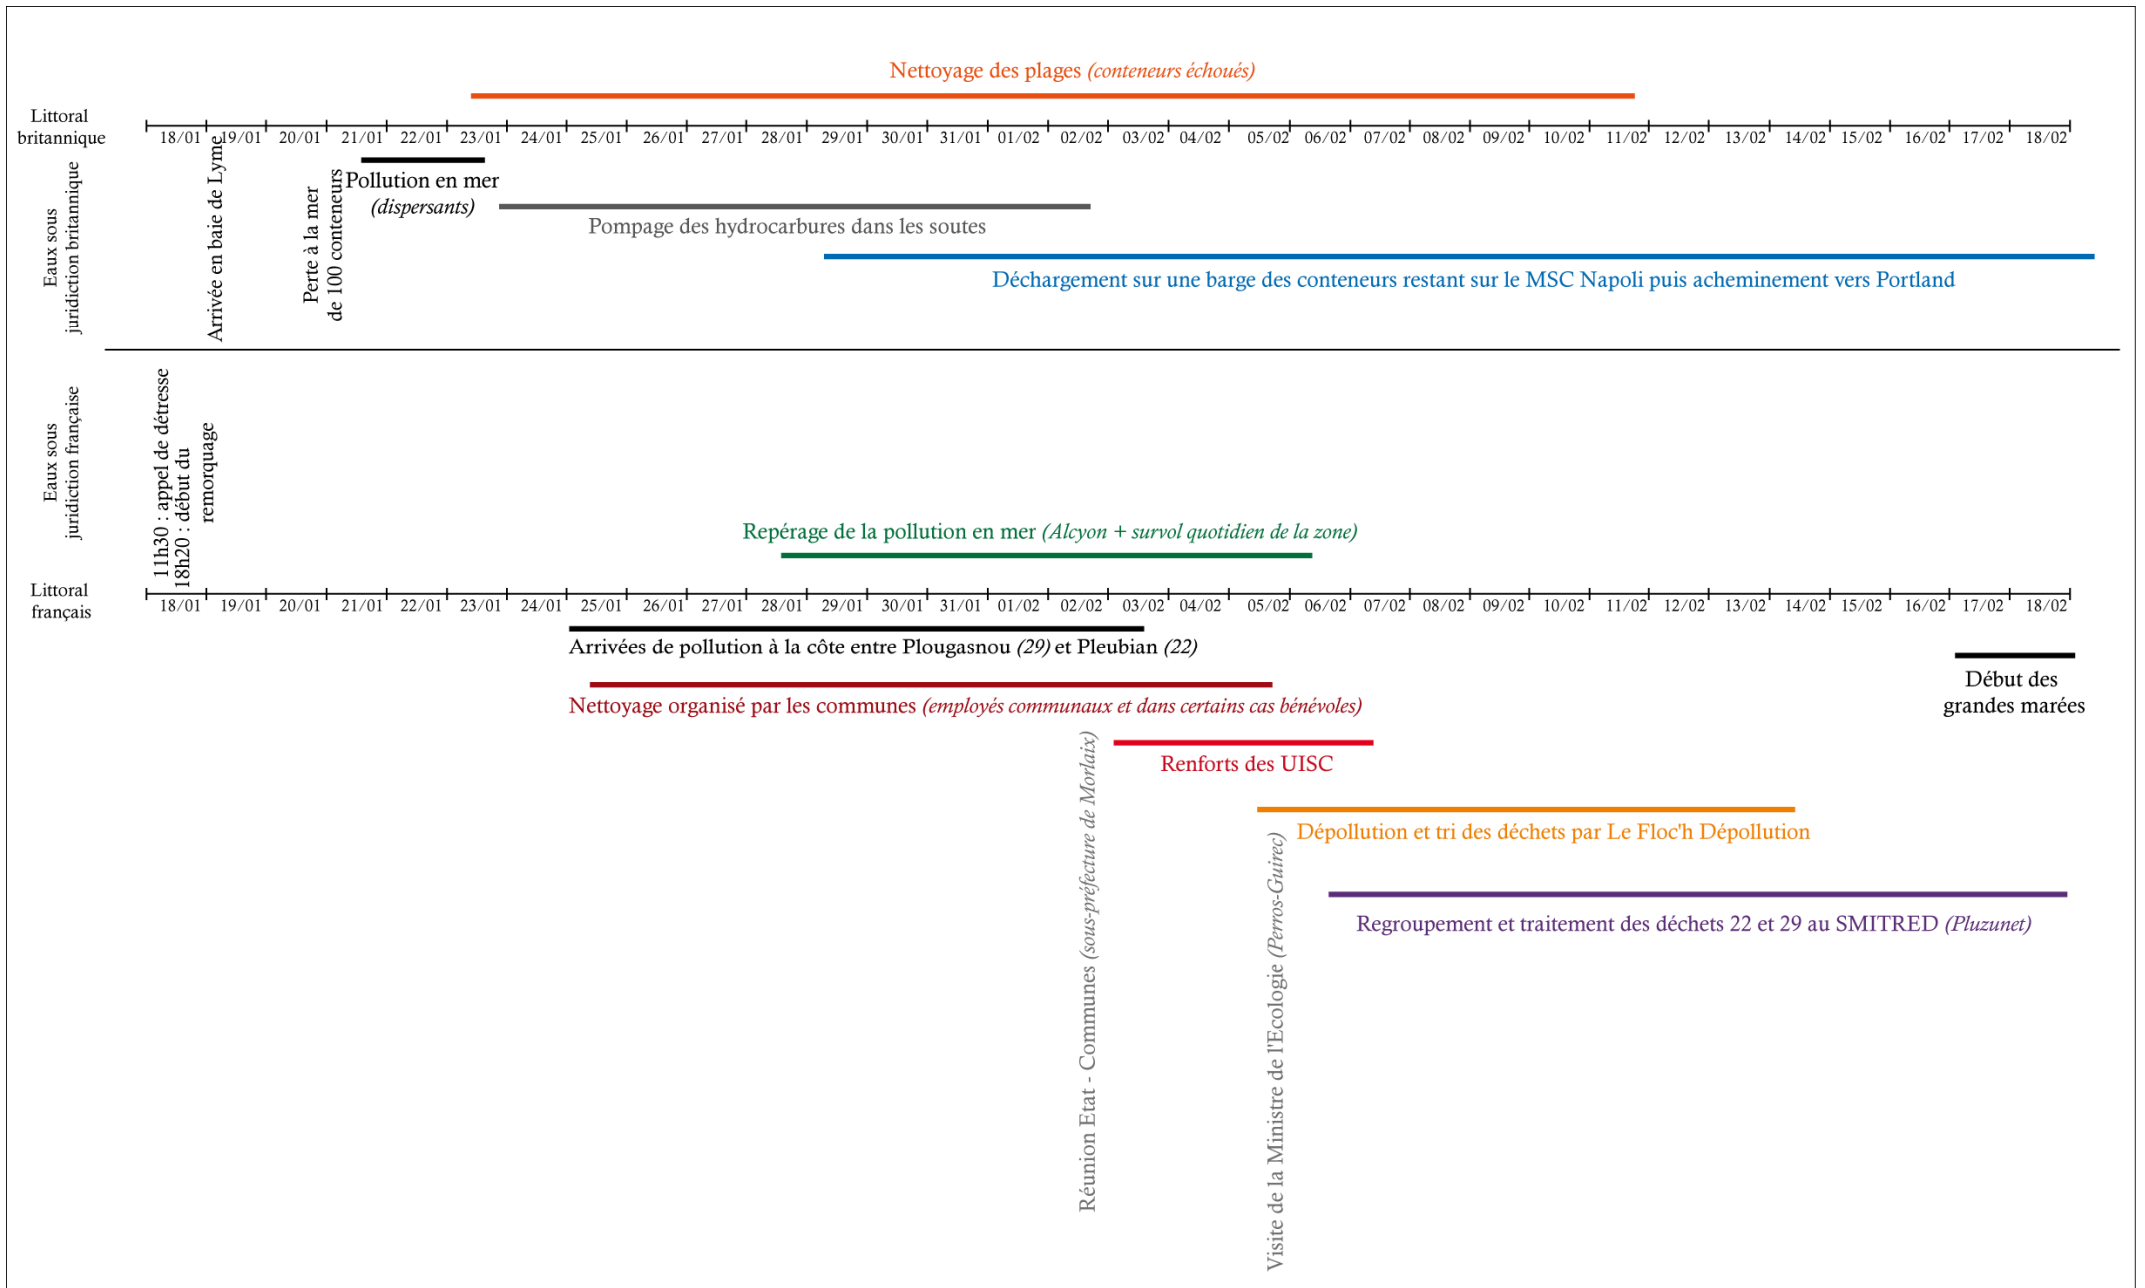 Nettoyage des plages (conteneurs échoués)
Littoral
britannique
18/01 19/01 20/01 21/01 22/01 23/01 24/01 25/01 26/01 27/01 28/01 29/01 30/01 31/01 01/02 02/02 03/02 04/02 05/02 06/02 07/02 08/02 09/02 10/02 11/02 12/02 13/02 14/02 15/02 16/02 17/02 18/02
Eaux sous
juridiction britannique
Arrivée en baie de Lyme
Perte à la mer
de 100 conteneurs
Pollution en mer
(dispersants)
Pompage des hydrocarbures dans les soutes
Déchargement sur une barge des conteneurs restant sur le MSC Napoli puis acheminement vers Portland
Eaux sous
juridiction française
11h30 : appel de détresse
18h20 : début du
remorquage
Repérage de la pollution en mer (Alcyon + survol quotidien de la zone)
Littoral
français
18/01 19/01 20/01 21/01 22/01 23/01 24/01 25/01 26/01 27/01 28/01 29/01 30/01 31/01 01/02 02/02 03/02 04/02 05/02 06/02 07/02 08/02 09/02 10/02 11/02 12/02 13/02 14/02 15/02 16/02 17/02 18/02
Arrivées de pollution à la côte entre Plougasnou (29) et Pleubian (22)
Début des
grandes marées
Nettoyage organisé par les communes (employés communaux et dans certains cas bénévoles)
Réunion Etat - Communes (sous-préfecture de Morlaix)
Renforts des UISC
Dépollution et tri des déchets par Le Floc'h Dépollution
Visite de la Ministre de l'Ecologie (Perros-Guirec)
Regroupement et traitement des déchets 22 et 29 au SMITRED (Pluzunet)